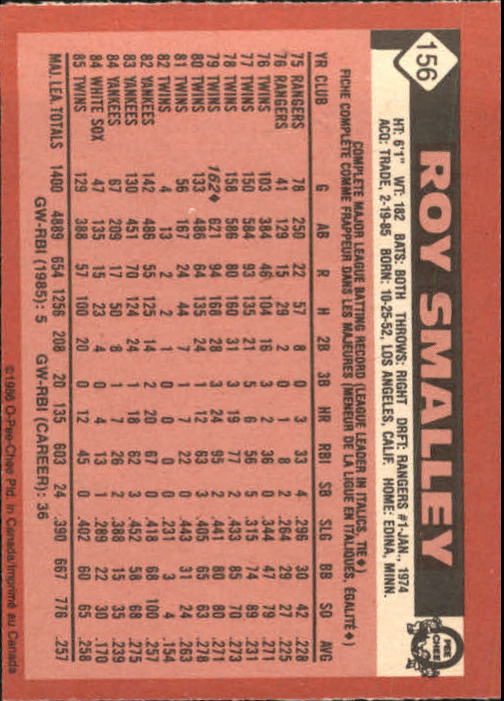 156
ROY SMALLEY
O
PEE
CHEE
HT: 6'1" WT: 182 BATS: BOTH THROWS: RIGHT DRFT: RANGERS #1-JAN., 1974
ACQ: TRADE, 2-19-85 BORN: 10-25-52, LOS ANGELES, CALIF. HOME: EDINA, MINN.
COMPLETE MAJOR LEAGUE BATTING RECORD (LEAGUE LEADER IN ITALICS, TIE♦)
FICHE COMPLÈTE COMME FRAPPEUR DANS LES MAJEURES (MENEUR DE LA LIGUE EN ITALIQUES, ÉGALITÉ♦)
YR CLUB G AB R H 2B 3B HR RBI SB SLG BB SO AVG
75 RANGERS 78 250 22 57 8 0 3 33 4 .296 30 42 .228
76 RANGERS 41 129 15 29 2 0 1 8 2 .264 29 27 .225
76 TWINS 103 384 46 104 16 3 2 36 0 .344 47 79 .271
77 TWINS 150 584 93 135 21 5 6 56 5 .315 74 89 .231
78 TWINS 158 586 80 160 31 3 19 77 2 .433 85 70 .273
79 TWINS 162♦ 621 94 168 28 3 24 95 2 .441 80 80 .271
80 TWINS 133 486 64 135 24 1 12 63 3 .405 65 63 .278
81 TWINS 56 167 24 44 7 1 7 22 0 .443 31 24 .263
82 TWINS 4 13 2 2 1 0 0 0 0 .231 3 4 .154
82 YANKEES 142 486 55 125 14 2 20 67 0 .418 68 100 .257
83 YANKEES 130 451 70 124 24 1 18 62 3 .452 58 68 .275
84 YANKEES 67 209 17 50 8 1 7 26 2 .388 15 35 .239
84 WHITE SOX 47 135 15 23 4 0 4 13 1 .289 22 30 .170
85 TWINS 129 388 57 100 20 0 12 45 0 .402 60 65 .258
MAJ. LEA. TOTALS 1400 4889 654 1256 208 20 135 603 24 .390 667 776 .257
GW-RBI (1985): 5 GW-RBI (CAREER): 36
©1986 O-Pee-Chee Ptd. in Canada/Imprimé au Canada